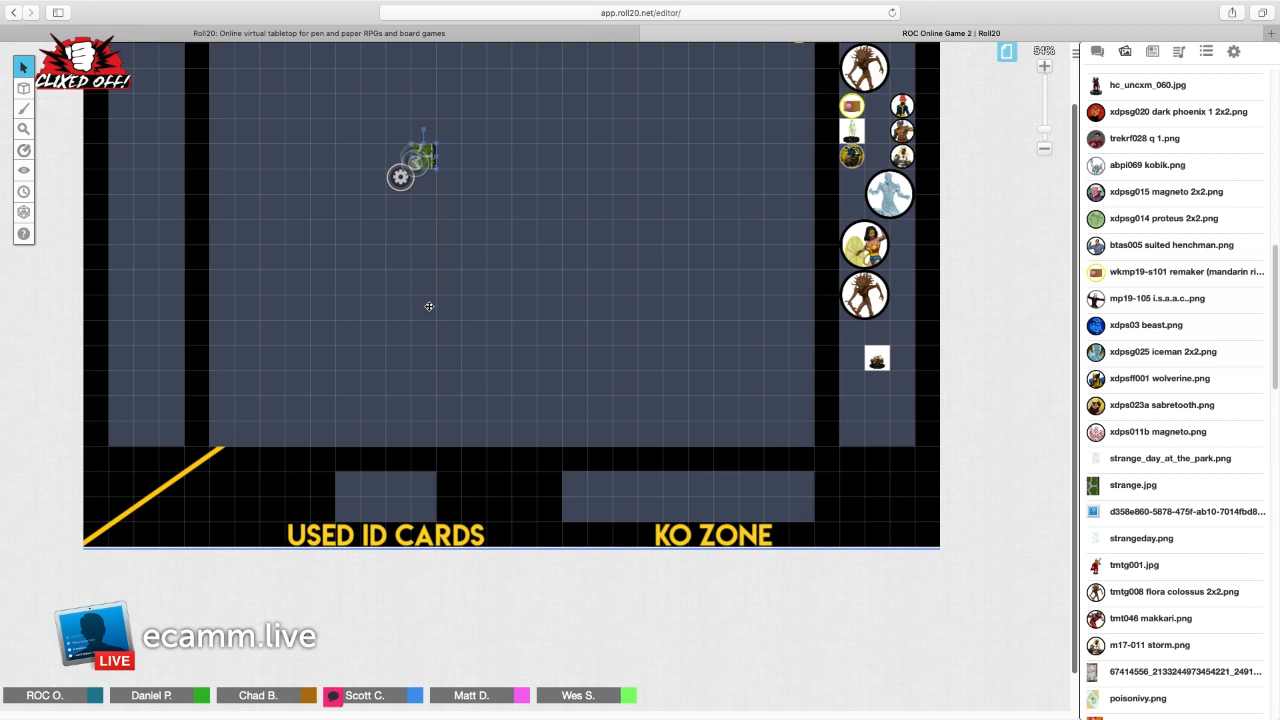 app.roll20.net/editor/
Roll20: Online virtual tabletop for pen and paper RPGs and board games
ROC Online Game 2 | Roll20
CLIXED OFF!
54%
hc_uncxm_060.jpg
xdpsg020 dark phoenix 1 2x2.png
trekrf028 q 1.png
abpi069 kobik.png
xdpsg015 magneto 2x2.png
xdpsg014 proteus 2x2.png
btas005 suited henchman.png
wkmp19-s101 remaker (mandarin ri...
mp19-105 i.s.a.a.c..png
xdps03 beast.png
xdpsg025 iceman 2x2.png
xdpsff001 wolverine.png
xdps023a sabretooth.png
xdps011b magneto.png
strange_day_at_the_park.png
strange.jpg
d358e860-5878-475f-ab10-7014fbd8...
strangeday.png
tmtg001.jpg
tmtg008 flora colossus 2x2.png
tmt046 makkari.png
m17-011 storm.png
67414556_2133244973454221_2491...
poisonivy.png
USED ID CARDS
KO ZONE
ecamm.live
LIVE
ROC O.
Daniel P.
Chad B.
Scott C.
Matt D.
Wes S.